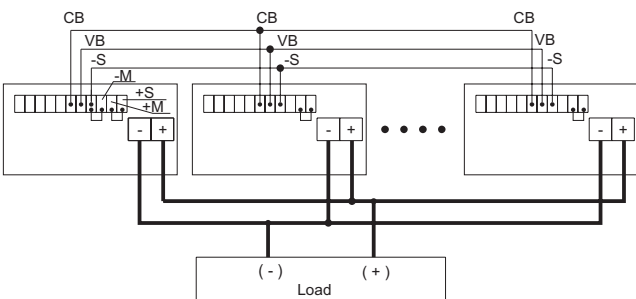 CB CB CB
VB VB VB
-S -S -S
-M
+S
+M
- + - + - +
(-) (+)
Load